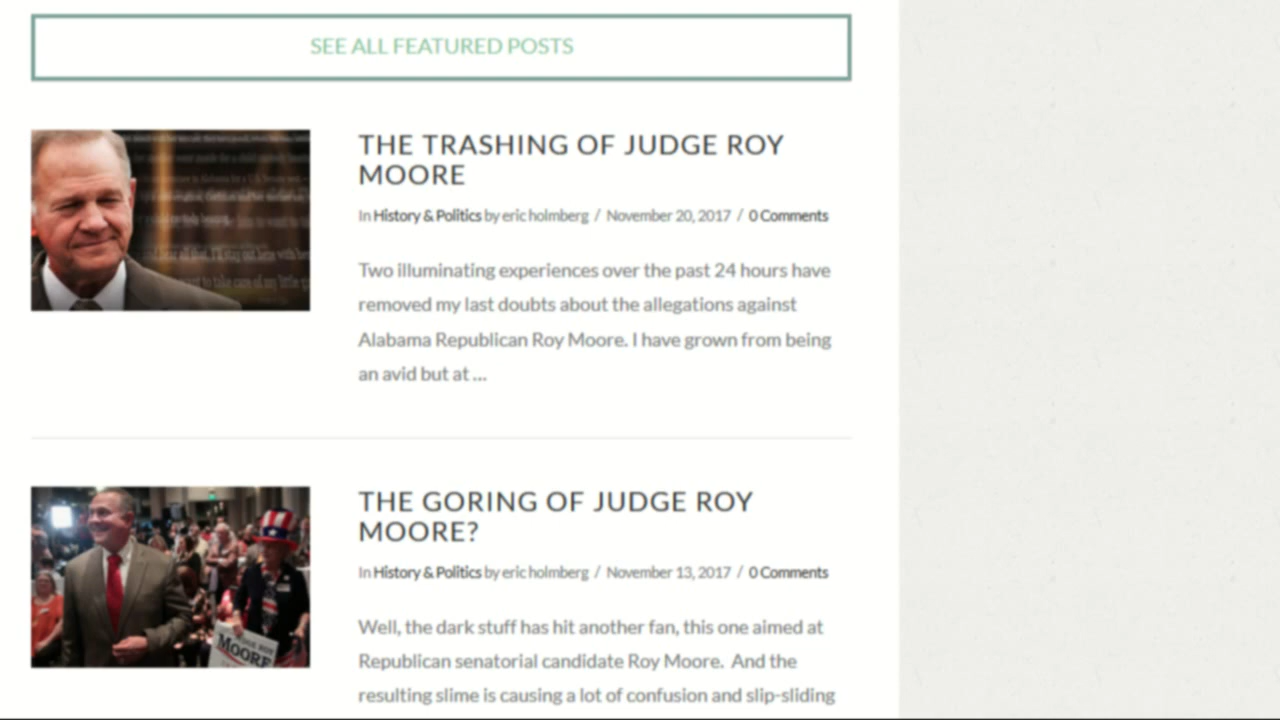 SEE ALL FEATURED POSTS
THE TRASHING OF JUDGE ROY
MOORE
In History & Politics by eric holmberg / November 20, 2017 / 0 Comments
Two illuminating experiences over the past 24 hours have
removed my last doubts about the allegations against
Alabama Republican Roy Moore. I have grown from being
an avid but at ...
THE GORING OF JUDGE ROY
MOORE?
In History & Politics by eric holmberg / November 13, 2017 / 0 Comments
MOORE
Well, the dark stuff has hit another fan, this one aimed at
Republican senatorial candidate Roy Moore. And the
resulting slime is causing a lot of confusion and slip-sliding